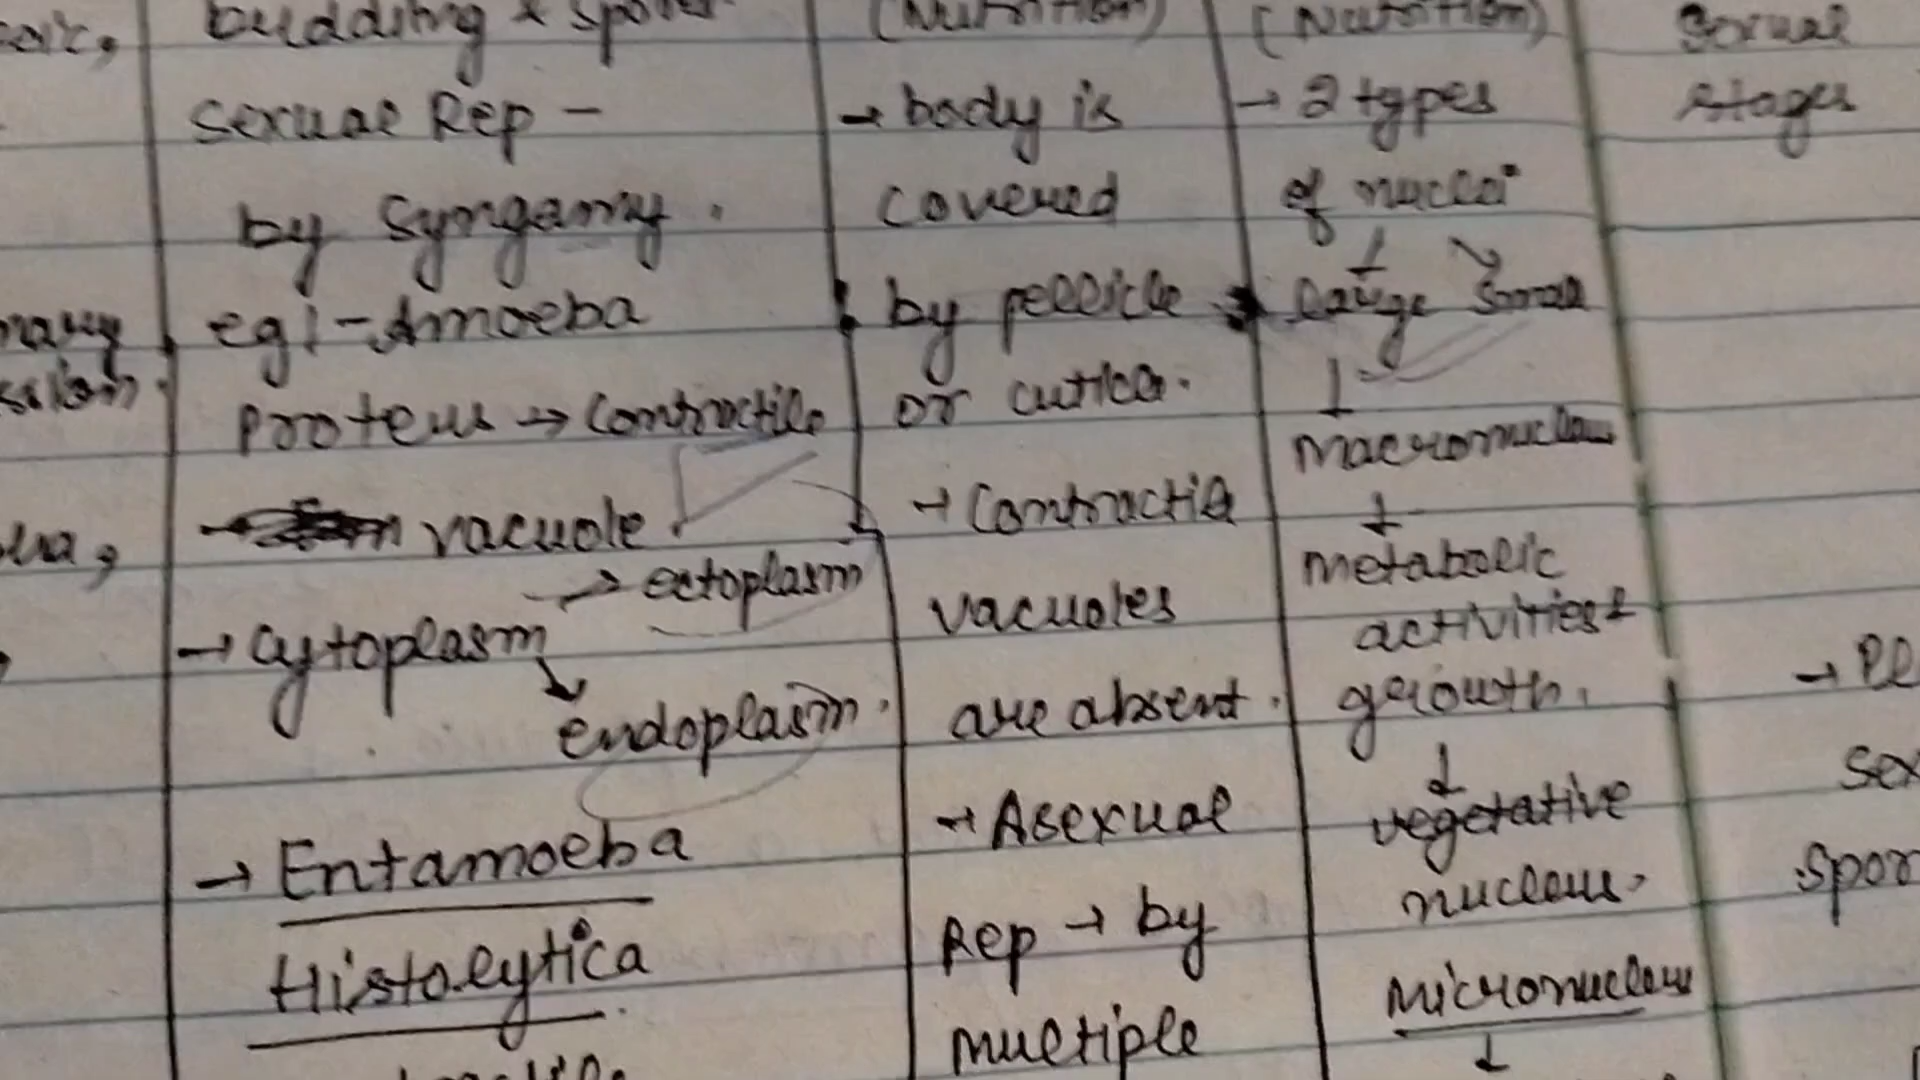 budding & spores
Sexual Rep -
by Syngamy.
eg:- Amoeba
Proteus → Contractile
→ vacuole
→ ectoplasm
→ Cytoplasm
endoplasm.
→ Entamoeba
Histolytica
(Nutrition)
→ body is
covered
by pellicle
or cuticle.
→ Contractile
vacuoles
are absent.
→ Asexual
Rep → by
multiple
(Nutrition)
→ 2 types
of nuclei
large small
macronucleus
metabolic
activities &
growth.
vegetative
nucleus.
Micronucleus
Sexual
stages